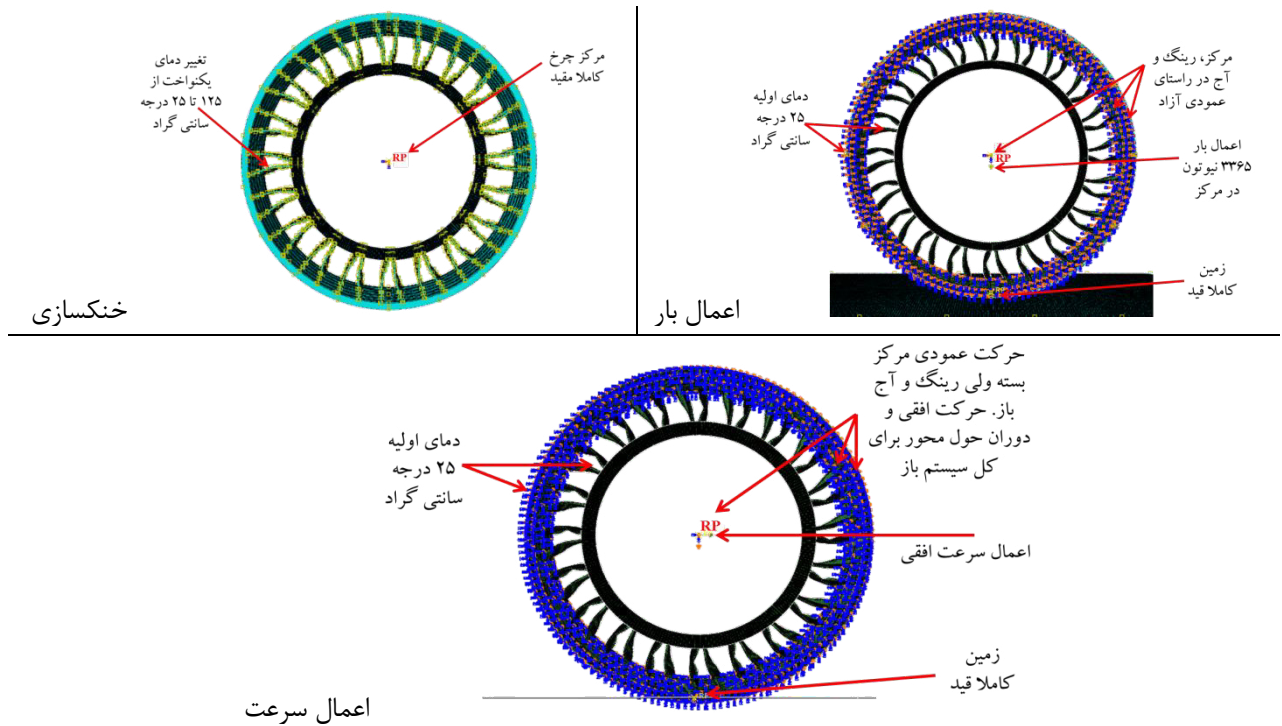 تغییر دمای
یکنواخت از
۱۲۵ تا ۲۵ درجه
سانتی گراد
مرکز چرخ
کاملا مقید
RP
خنکسازی
مرکز، رینگ و
آج در راستای
عمودی آزاد
دمای اولیه
۲۵ درجه
سانتی گراد
RP
اعمال بار
۳۳۶۵ نیوتون
در مرکز
زمین
کاملا قید
RP
اعمال بار
حرکت عمودی مرکز
بسته ولی رینگ و آج
باز. حرکت افقی و
دوران حول محور برای
کل سیستم باز
دمای اولیه
۲۵ درجه
سانتی گراد
RP
اعمال سرعت افقی
زمین
کاملا قید
RP
اعمال سرعت